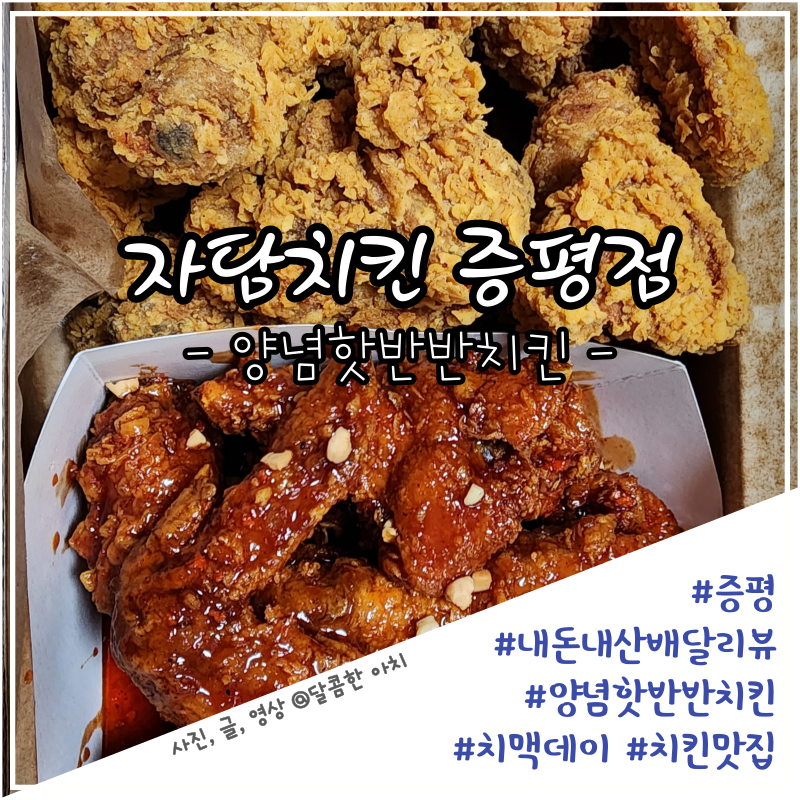 자담치킨 증평점
- 양념핫반반치킨 -
#증평
#내돈내산배달리뷰
#양념핫반반치킨
#치맥데이 #치킨맛집
사진, 글, 영상 @달콤한 아치